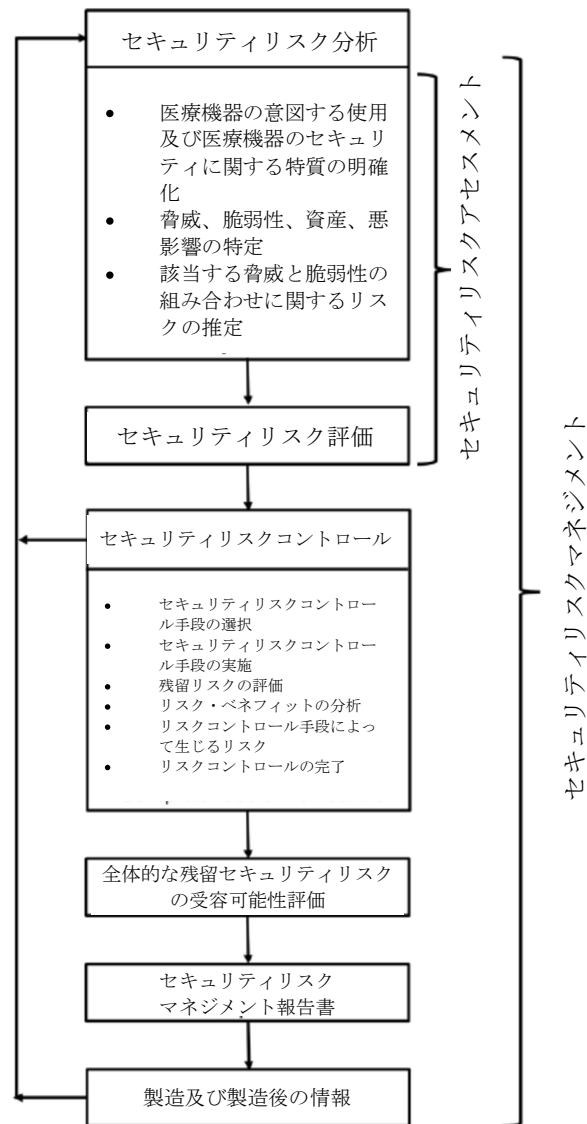 セキュリティリスク分析
• 医療機器の意図する使用
及び医療機器のセキュリ
ティに関する特質の明確
化
• 脅威、脆弱性、資産、悪
影響の特定
• 該当する脅威と脆弱性の
組み合わせに関するリス
クの推定
セキュリティリスク評価
セキュリティリスクアセスメント
セキュリティリスクコントロール
• セキュリティリスクコントロー
ル手段の選択
• セキュリティリスクコントロー
ル手段の実施
• 残留リスクの評価
• リスク・ベネフィットの分析
• リスクコントロール手段によっ
て生じるリスク
• リスクコントロールの完了
全体的な残留セキュリティリスク
の受容可能性評価
セキュリティリスク
マネジメント報告書
製造及び製造後の情報
セキュリティリスクマネジメント